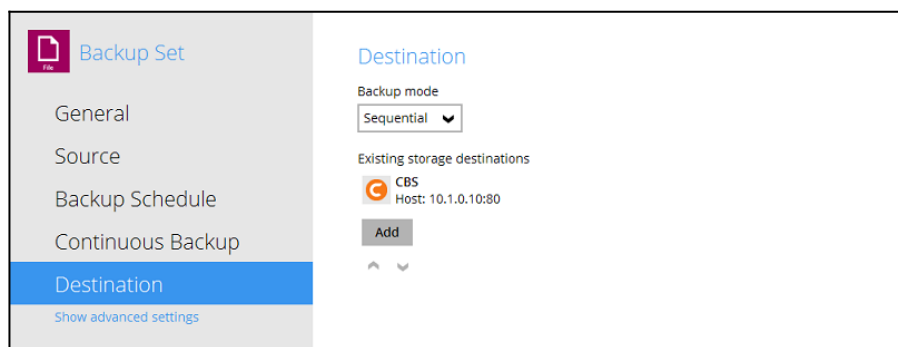 File
Backup Set
General
Source
Backup Schedule
Continuous Backup
Destination
Show advanced settings
Destination
Backup mode
Sequential
Existing storage destinations
C
CBS
Host: 10.1.0.10:80
Add